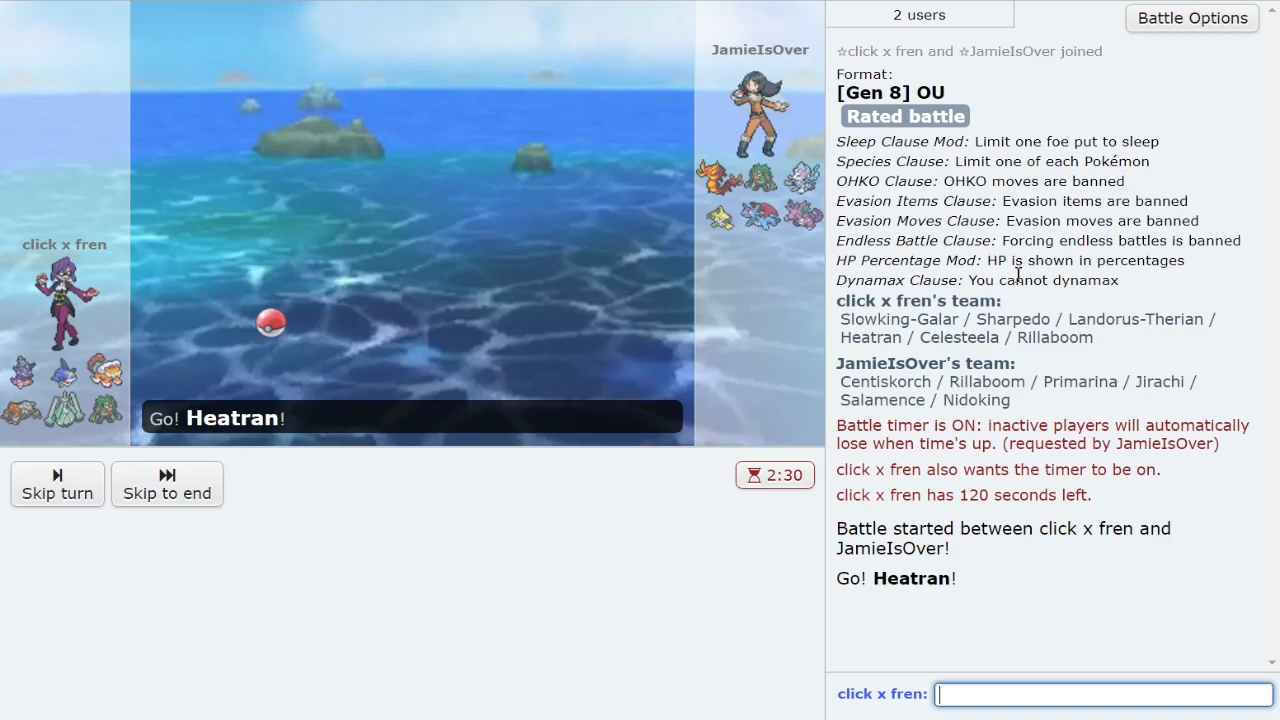 2 users
Battle Options
☆click x fren and ☆JamieIsOver joined
Format:
[Gen 8] OU
Rated battle
Sleep Clause Mod: Limit one foe put to sleep
Species Clause: Limit one of each Pokémon
OHKO Clause: OHKO moves are banned
Evasion Items Clause: Evasion items are banned
Evasion Moves Clause: Evasion moves are banned
Endless Battle Clause: Forcing endless battles is banned
HP Percentage Mod: HP is shown in percentages
Dynamax Clause: You cannot dynamax
click x fren's team:
Slowking-Galar / Sharpedo / Landorus-Therian /
Heatran / Celesteela / Rillaboom
JamieIsOver's team:
Centiskorch / Rillaboom / Primarina / Jirachi /
Salamence / Nidoking
Battle timer is ON: inactive players will automatically
lose when time's up. (requested by JamieIsOver)
click x fren also wants the timer to be on.
click x fren has 120 seconds left.
Battle started between click x fren and
JamieIsOver!
Go! Heatran!
click x fren:
JamieIsOver
click x fren
Go! Heatran!
Skip turn
Skip to end
2:30